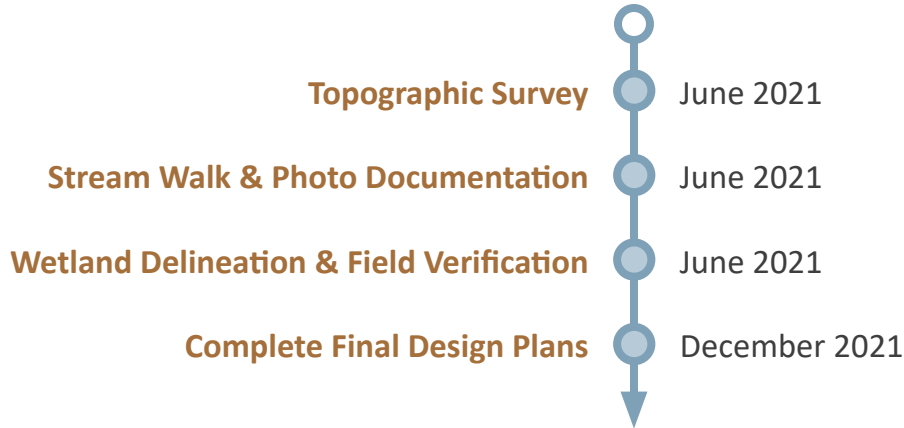 Topographic Survey June 2021
Stream Walk & Photo Documentation June 2021
Wetland Delineation & Field Verification June 2021
Complete Final Design Plans December 2021